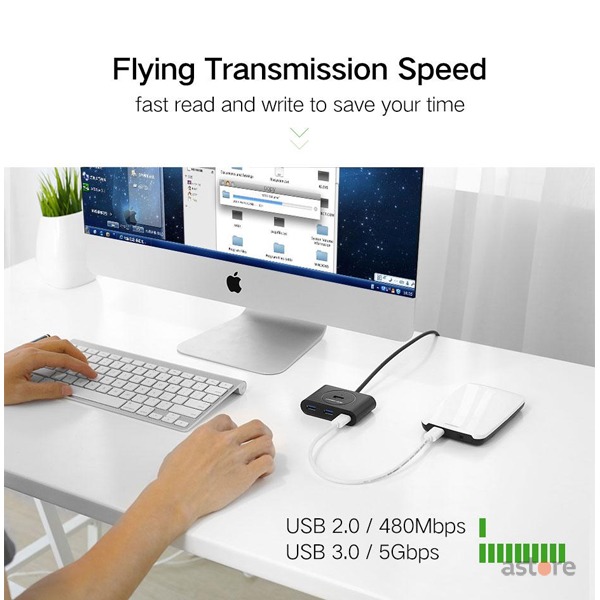 Flying Transmission Speed
fast read and write to save your time
USB 2.0 / 480Mbps
USB 3.0 / 5Gbps
astore